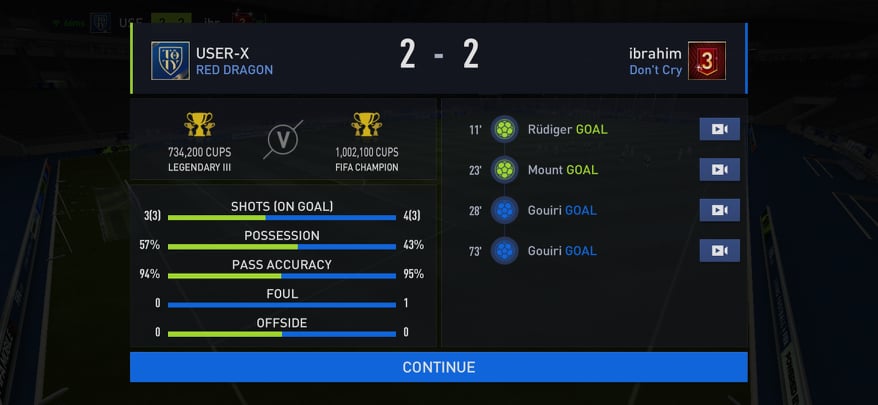 USER-X
RED DRAGON
2 - 2
ibrahim
Don't Cry
3
TOTY
734,200 CUPS
LEGENDARY III
V
1,002,100 CUPS
FIFA CHAMPION
SHOTS (ON GOAL)
3(3) 4(3)
POSSESSION
57% 43%
PASS ACCURACY
94% 95%
FOUL
0 1
OFFSIDE
0 0
11' Rüdiger GOAL
23' Mount GOAL
28' Gouiri GOAL
73' Gouiri GOAL
CONTINUE